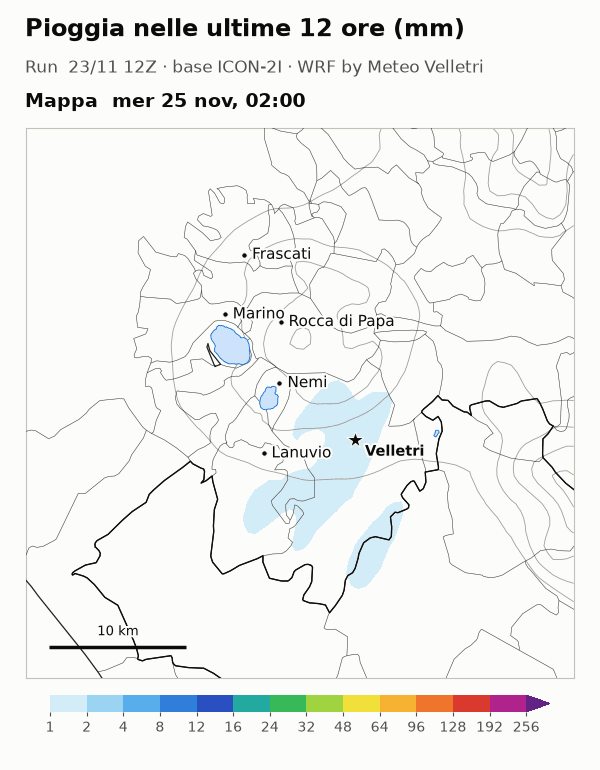 Pioggia nelle ultime 12 ore (mm)
Run  23/11 12Z · base ICON-2I · WRF by Meteo Velletri
Mappa  mer 25 nov, 02:00
Frascati
Marino
Rocca di Papa
Nemi
Velletri
Lanuvio
10 km
1 2 4 8 12 16 24 32 48 64 96 128 192 256